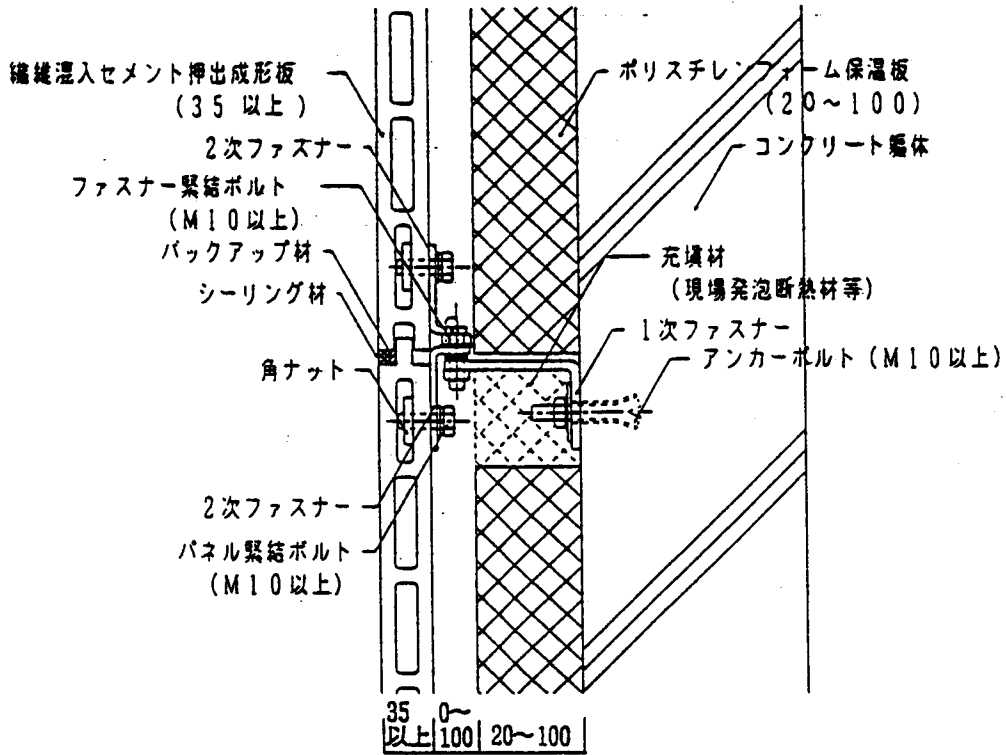 繊維混入セメント押出成形板
(35 以上)
2次ファスナー
ファスナー緊結ボルト
(M10以上)
バックアップ材
シーリング材
角ナット
2次ファスナー
パネル緊結ボルト
(M10以上)
ポリスチレンフォーム保温板
(20～100)
コンクリート躯体
充填材
(現場発泡断熱材等)
1次ファスナー
アンカーボルト (M10以上)
35
以上
0～
100
20～100